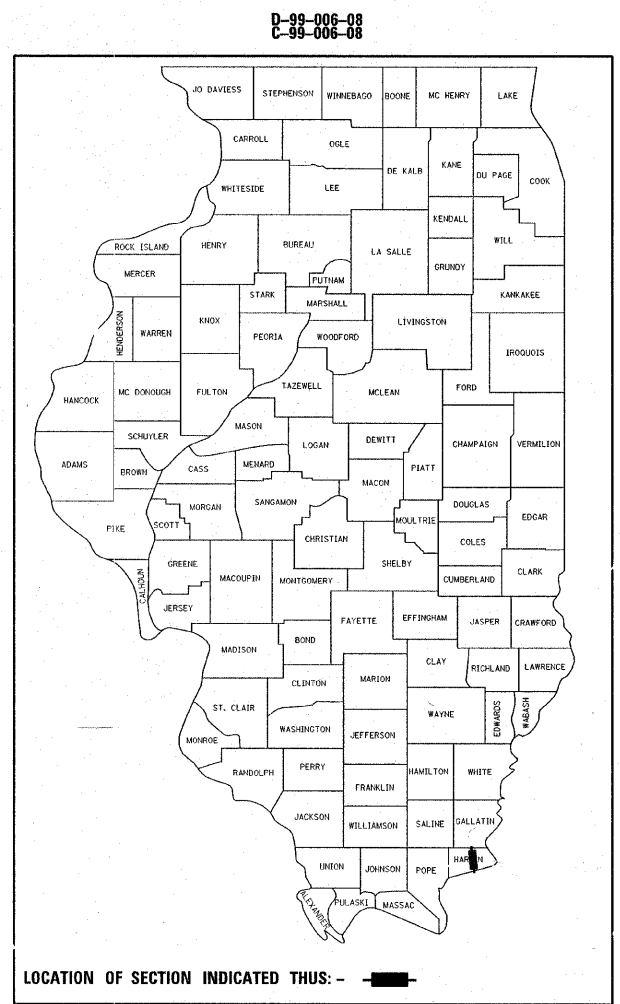 D-99-006-08
C-99-006-08
JO DAVIESS STEPHENSON WINNEBAGO BOONE MC HENRY LAKE
CARROLL OGLE
DE KALB KANE DU PAGE COOK
WHITESIDE LEE
KENDALL
ROCK ISLAND HENRY BUREAU LA SALLE WILL
GRUNDY
MERCER PUTNAM
STARK MARSHALL KANKAKEE
HENDERSON WARREN KNOX PEORIA WOODFORD LIVINGSTON
IROQUOIS
HANCOCK MC DONOUGH FULTON TAZEWELL MCLEAN FORD
MASON
SCHUYLER LOGAN DEWITT CHAMPAIGN VERMILION
ADAMS BROWN CASS MENARD PIATT
MACON
PIKE SCOTT MORGAN SANGAMON DOUGLAS EDGAR
MOULTRIE
CHRISTIAN COLES
CALHOUN GREENE MACOUPIN MONTGOMERY SHELBY CUMBERLAND CLARK
JERSEY
FAYETTE EFFINGHAM JASPER CRAWFORD
MADISON BOND
CLAY RICHLAND LAWRENCE
CLINTON MARION
ST. CLAIR WAYNE EDWARDS WABASH
WASHINGTON JEFFERSON
MONROE
RANDOLPH PERRY HAMILTON WHITE
FRANKLIN
JACKSON WILLIAMSON SALINE GALLATIN
UNION JOHNSON POPE
ALEXANDER PULASKI MASSAC
LOCATION OF SECTION INDICATED THUS: -